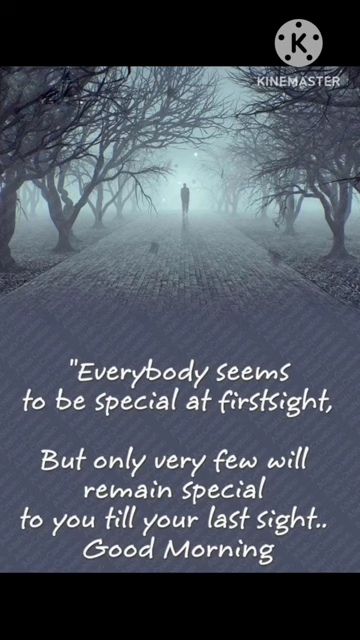 K
KINEMASTER
"Everybody seems
to be special at firstsight,
But only very few will
remain special
to you till your last sight..
Good Morning